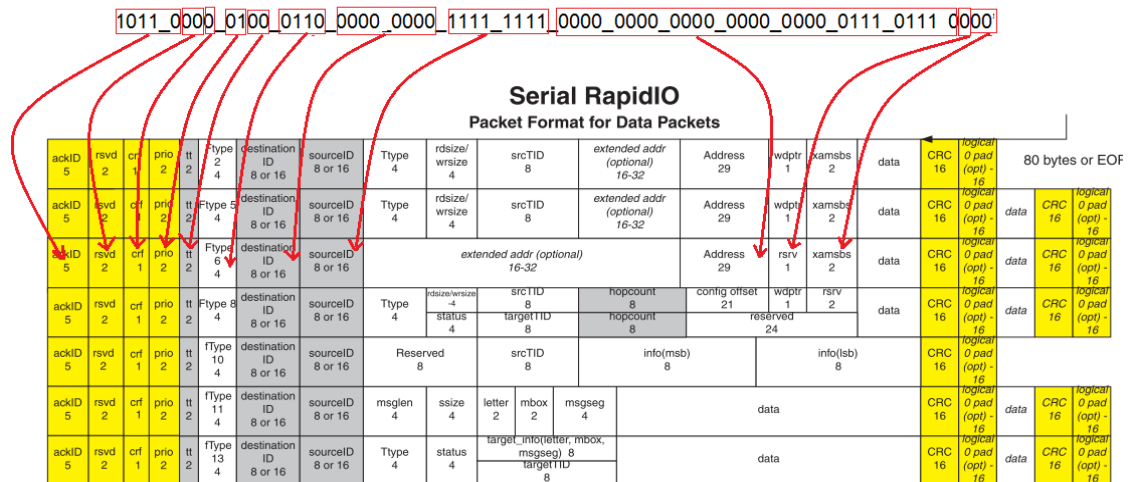 1011_0000_0100_0110_0000_0000_1111_1111_0000_0000_0000_0000_0000_0111_0111_0000
Serial RapidIO
Packet Format for Data Packets
80 bytes or EOP
ackID 5 rsvd 2 crf 1 prio 2 tt 2 Ftype 2 4 destination ID 8 or 16 sourceID 8 or 16 Ttype 4 rdsize/ wrsize 4 srcTID 8 extended addr (optional) 16-32 Address 29 wdptr 1 xamsbs 2 data CRC 16 logical 0 pad (opt) - 16
ackID 5 rsvd 2 crf 1 prio 2 tt 2 Ftype 5 4 destination ID 8 or 16 sourceID 8 or 16 Ttype 4 rdsize/ wrsize 4 srcTID 8 extended addr (optional) 16-32 Address 29 wdptr 1 xamsbs 2 data CRC 16 logical 0 pad (opt) - 16 data CRC 16 logical 0 pad (opt) - 16
ackID 5 rsvd 2 crf 1 prio 2 tt 2 Ftype 6 4 destination ID 8 or 16 sourceID 8 or 16 extended addr (optional) 16-32 Address 29 rsrv 1 xamsbs 2 data CRC 16 logical 0 pad (opt) - 16 data CRC 16 logical 0 pad (opt) - 16
ackID 5 rsvd 2 crf 1 prio 2 tt 2 Ftype 8 4 destination ID 8 or 16 sourceID 8 or 16 Ttype 4 rdsize/wrsize -4 srcTID 8 hopcount 8 config offset 21 wdptr 1 rsrv 2 data CRC 16 logical 0 pad (opt) - 16 data CRC 16 logical 0 pad (opt) - 16
status 4 targetTID 8 hopcount 8 reserved 24
ackID 5 rsvd 2 crf 1 prio 2 tt 2 fType 10 4 destination ID 8 or 16 sourceID 8 or 16 Reserved 8 srcTID 8 info(msb) 8 info(lsb) 8 CRC 16 logical 0 pad (opt) - 16
ackID 5 rsvd 2 crf 1 prio 2 tt 2 fType 11 4 destination ID 8 or 16 sourceID 8 or 16 msglen 4 ssize 4 letter 2 mbox 2 msgseg 4 data CRC 16 logical 0 pad (opt) - 16 data CRC 16 logical 0 pad (opt) - 16
ackID 5 rsvd 2 crf 1 prio 2 tt 2 fType 13 4 destination ID 8 or 16 sourceID 8 or 16 Ttype 4 status 4 target_info(letter, mbox, msgseg) 8 targetTID 8 data CRC 16 logical 0 pad (opt) - 16 data CRC 16 logical 0 pad (opt) - 16